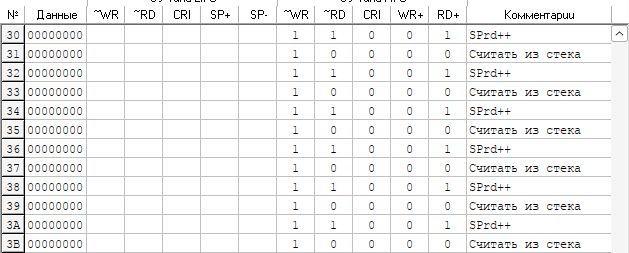 № Данные ~WR ~RD CRI SP+ SP- ~WR ~RD CRI WR+ RD+ Комментарии
30 00000000 1 1 0 0 1 SPrd++
31 00000000 1 0 0 0 0 Считать из стека
32 00000000 1 1 0 0 1 SPrd++
33 00000000 1 0 0 0 0 Считать из стека
34 00000000 1 1 0 0 1 SPrd++
35 00000000 1 0 0 0 0 Считать из стека
36 00000000 1 1 0 0 1 SPrd++
37 00000000 1 0 0 0 0 Считать из стека
38 00000000 1 1 0 0 1 SPrd++
39 00000000 1 0 0 0 0 Считать из стека
3A 00000000 1 1 0 0 1 SPrd++
3B 00000000 1 0 0 0 0 Считать из стека